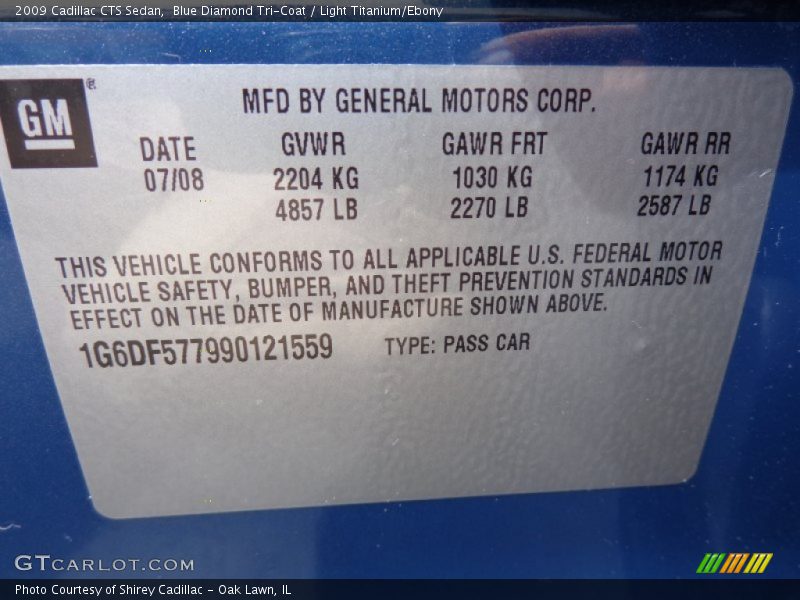 2009 Cadillac CTS Sedan, Blue Diamond Tri-Coat / Light Titanium/Ebony
GM
®
MFD BY GENERAL MOTORS CORP.
DATE GVWR GAWR FRT GAWR RR
07/08 2204 KG 1030 KG 1174 KG
4857 LB 2270 LB 2587 LB
THIS VEHICLE CONFORMS TO ALL APPLICABLE U.S. FEDERAL MOTOR
VEHICLE SAFETY, BUMPER, AND THEFT PREVENTION STANDARDS IN
EFFECT ON THE DATE OF MANUFACTURE SHOWN ABOVE.
1G6DF577990121559 TYPE: PASS CAR
GTCARLOT.COM
Photo Courtesy of Shirey Cadillac - Oak Lawn, IL